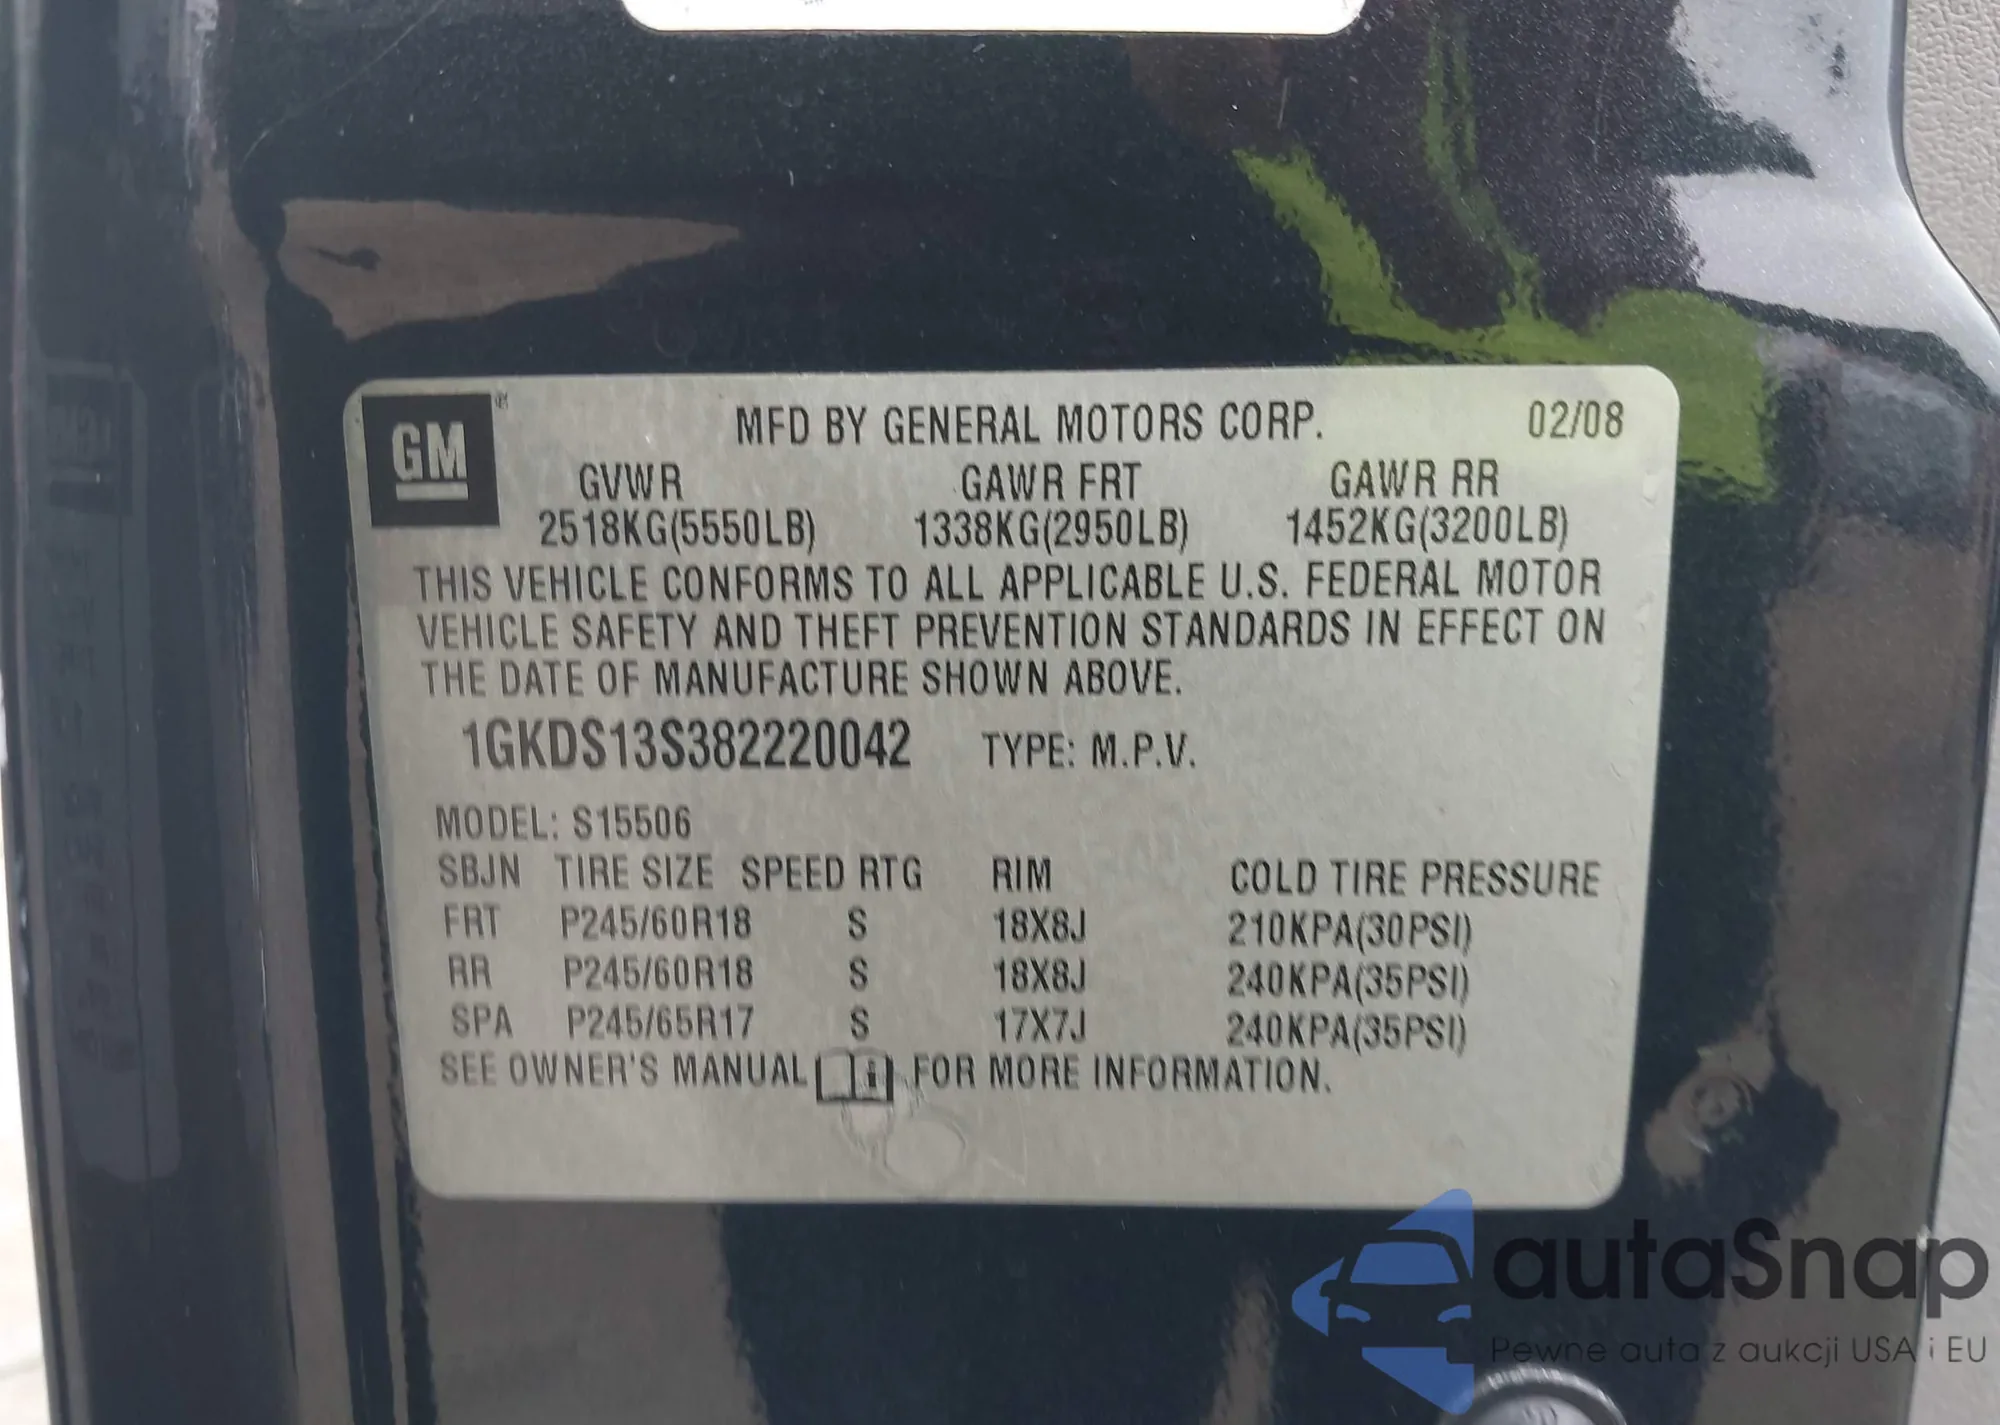 GM®
MFD BY GENERAL MOTORS CORP. 02/08
GVWR GAWR FRT GAWR RR
2518KG(5550LB) 1338KG(2950LB) 1452KG(3200LB)
THIS VEHICLE CONFORMS TO ALL APPLICABLE U.S. FEDERAL MOTOR
VEHICLE SAFETY AND THEFT PREVENTION STANDARDS IN EFFECT ON
THE DATE OF MANUFACTURE SHOWN ABOVE.
1GKDS13S382220042 TYPE: M.P.V.
MODEL: S15506
SBJN TIRE SIZE SPEED RTG RIM COLD TIRE PRESSURE
FRT P245/60R18 S 18X8J 210KPA(30PSI)
RR P245/60R18 S 18X8J 240KPA(35PSI)
SPA P245/65R17 S 17X7J 240KPA(35PSI)
SEE OWNER'S MANUAL i FOR MORE INFORMATION.
autaSnap
Pewne auta z aukcji USA i EU